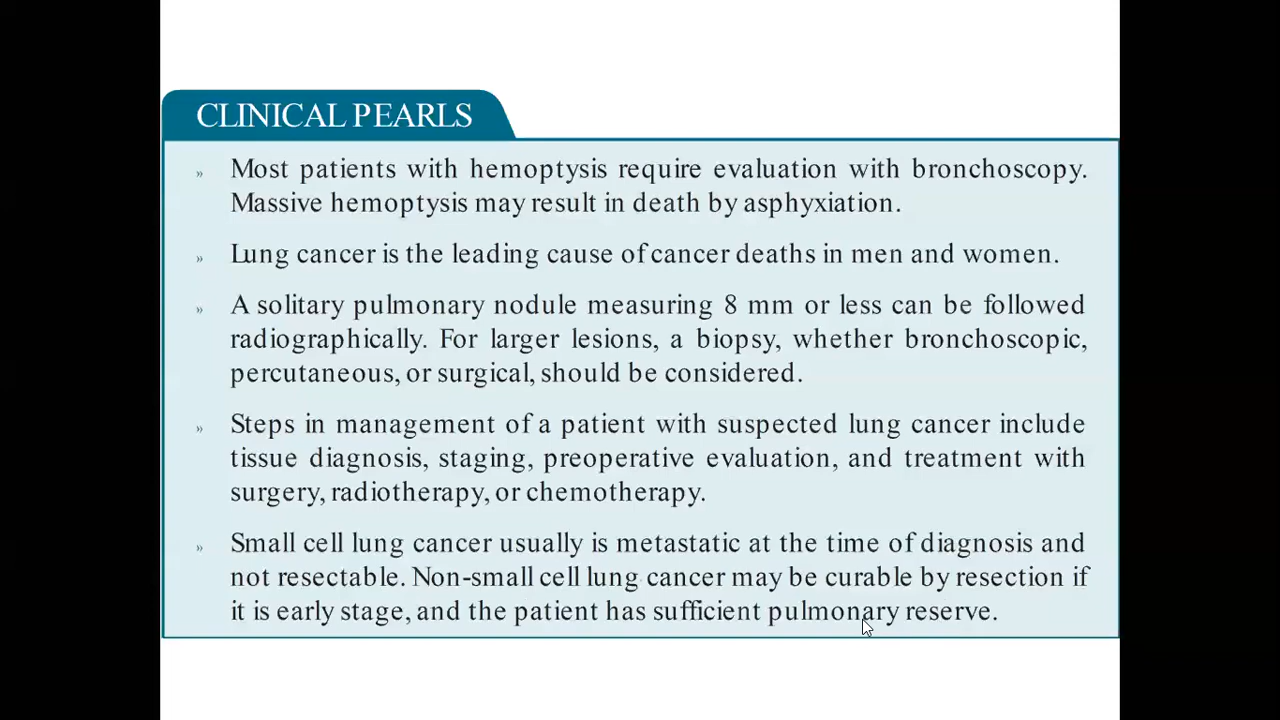 CLINICAL PEARLS
» Most patients with hemoptysis require evaluation with bronchoscopy.
Massive hemoptysis may result in death by asphyxiation.
» Lung cancer is the leading cause of cancer deaths in men and women.
» A solitary pulmonary nodule measuring 8 mm or less can be followed
radiographically. For larger lesions, a biopsy, whether bronchoscopic,
percutaneous, or surgical, should be considered.
» Steps in management of a patient with suspected lung cancer include
tissue diagnosis, staging, preoperative evaluation, and treatment with
surgery, radiotherapy, or chemotherapy.
» Small cell lung cancer usually is metastatic at the time of diagnosis and
not resectable. Non-small cell lung cancer may be curable by resection if
it is early stage, and the patient has sufficient pulmonary reserve.